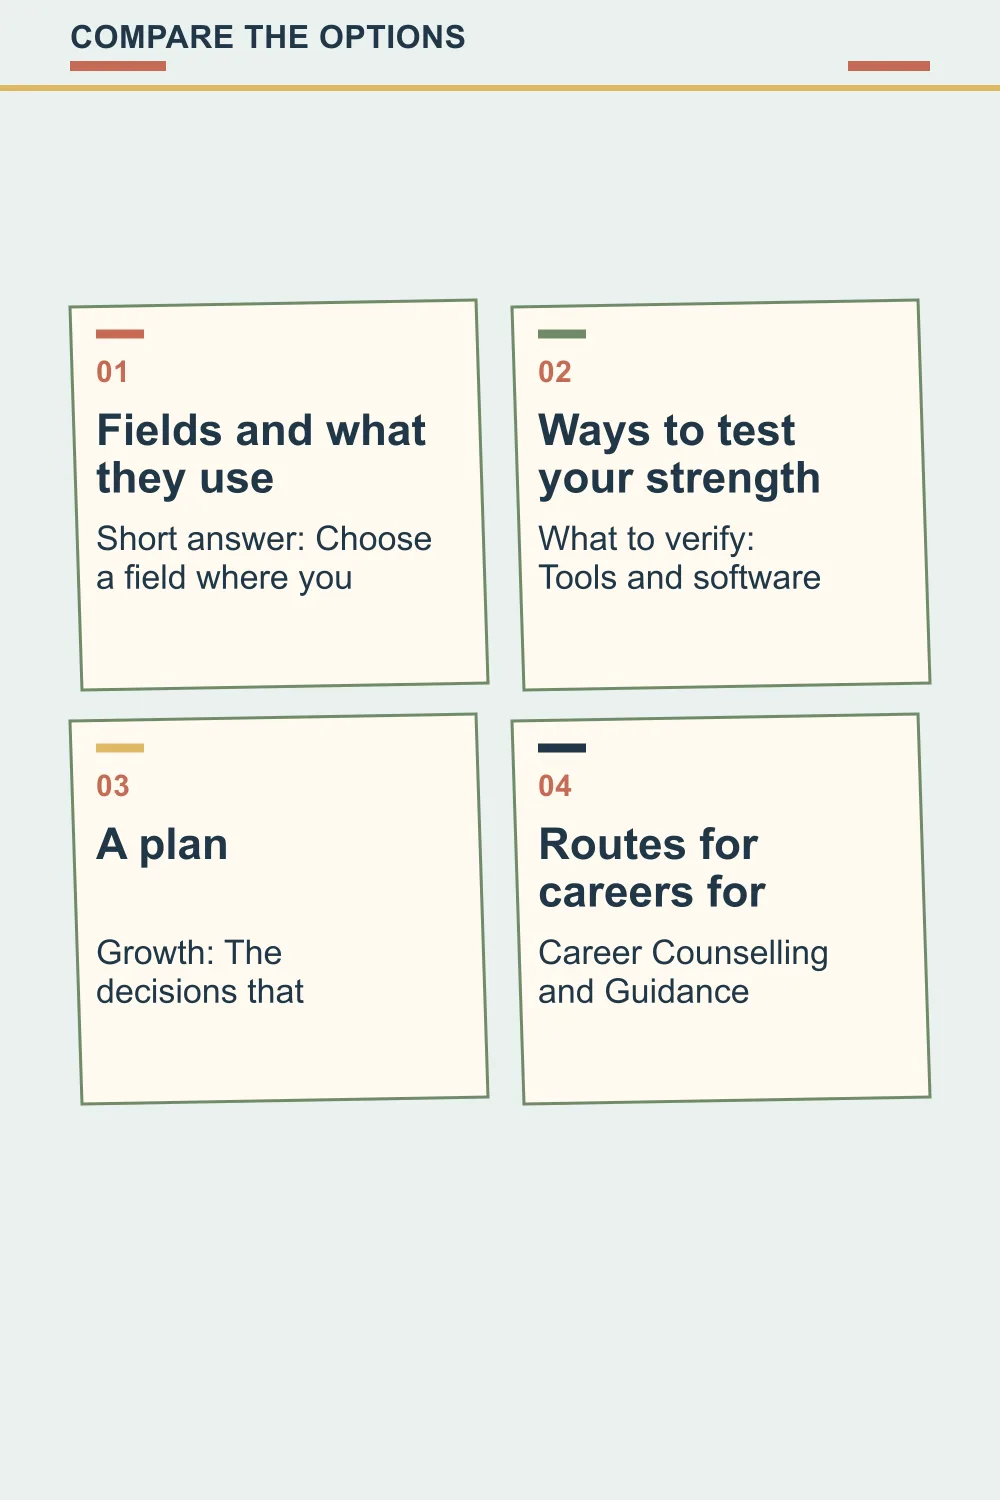 COMPARE THE OPTIONS
01
Fields and what
they use
Short answer: Choose
a field where you
02
Ways to test
your strength
What to verify:
Tools and software
03
A plan
Growth: The
decisions that
04
Routes for
careers for
Career Counselling
and Guidance